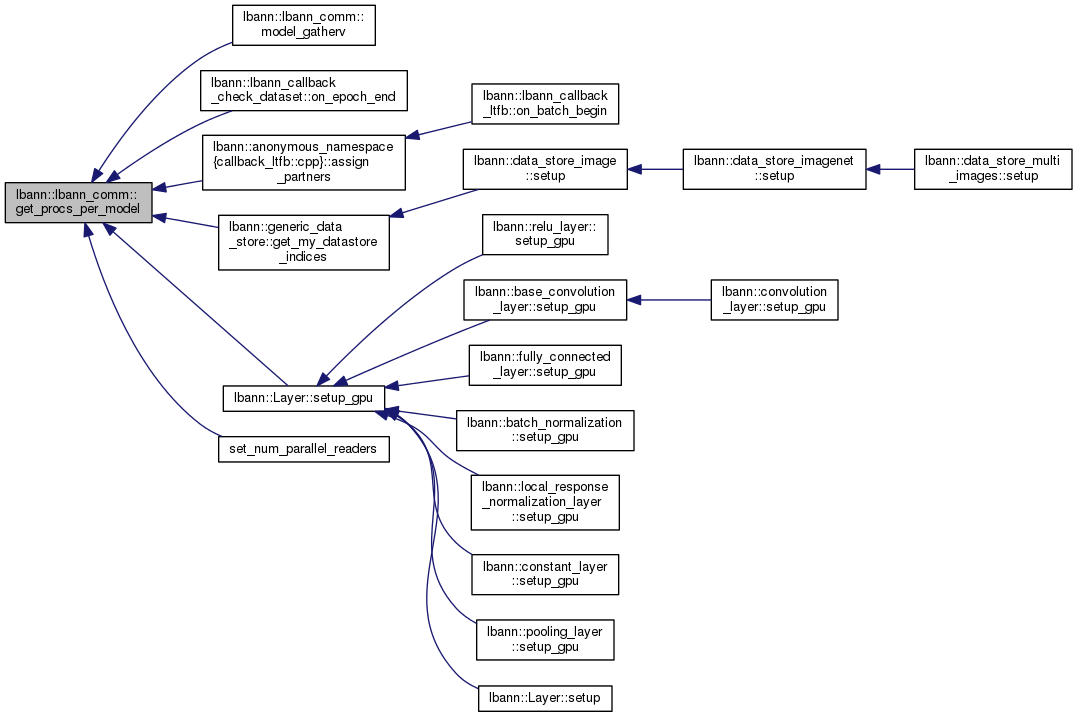 lbann::lbann_comm::
get_procs_per_model
lbann::lbann_comm::
model_gatherv
lbann::lbann_callback
_check_dataset::on_epoch_end
lbann::anonymous_namespace
{callback_ltfb::cpp}::assign
_partners
lbann::generic_data
_store::get_my_datastore
_indices
lbann::Layer::setup_gpu
set_num_parallel_readers
lbann::lbann_callback
_ltfb::on_batch_begin
lbann::data_store_image
::setup
lbann::relu_layer::
setup_gpu
lbann::base_convolution
_layer::setup_gpu
lbann::fully_connected
_layer::setup_gpu
lbann::batch_normalization
::setup_gpu
lbann::local_response
_normalization_layer
::setup_gpu
lbann::constant_layer
::setup_gpu
lbann::pooling_layer
::setup_gpu
lbann::Layer::setup
lbann::data_store_imagenet
::setup
lbann::convolution
_layer::setup_gpu
lbann::data_store_multi
_images::setup